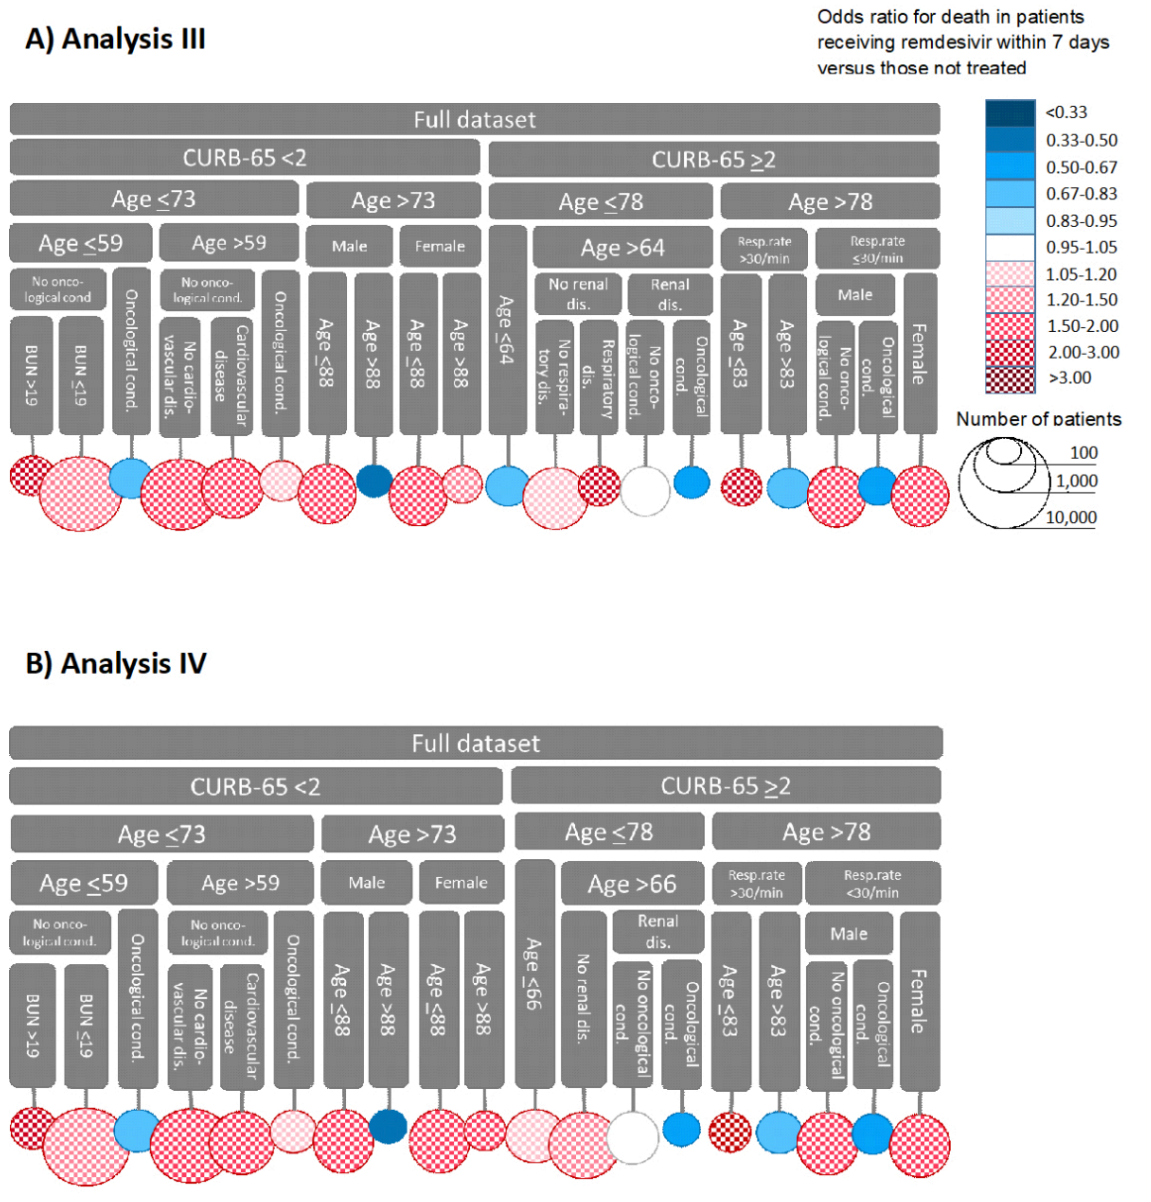 A) Analysis III
Odds ratio for death in patients
receiving remdesivir within 7 days
versus those not treated
<0.33
0.33-0.50
0.50-0.67
0.67-0.83
0.83-0.95
0.95-1.05
1.05-1.20
1.20-1.50
1.50-2.00
2.00-3.00
>3.00
Number of patients
100
1,000
10,000
Full dataset
CURB-65 <2
CURB-65 ≥2
Age ≤73
Age >73
Age ≤78
Age >78
Age ≤59
Age >59
Male
Female
Age >64
Resp.rate
>30/min
Resp.rate
≤30/min
No onco-
logical cond
No onco-
logical cond.
No renal
dis.
Renal
dis.
Male
BUN >19
BUN ≤19
Oncological cond.
No cardio-
vascular dis.
Cardiovascular
disease
Oncological cond.
Age ≤88
Age >88
Age ≤88
Age >88
Age ≤64
No respira-
tory dis.
Respiratory
dis.
No onco-
logical cond.
Oncological
cond.
Age ≤83
Age >83
No onco-
logical cond.
Oncological
cond.
Female
B) Analysis IV
Full dataset
CURB-65 <2
CURB-65 ≥2
Age ≤73
Age >73
Age ≤78
Age >78
Age ≤59
Age >59
Male
Female
Age >66
Resp.rate
>30/min
Resp.rate
<30/min
No onco-
logical cond.
No onco-
logical cond.
Renal
dis.
Male
BUN >19
BUN ≤19
Oncological cond.
No cardio-
vascular dis.
Cardiovascular
disease
Oncological cond.
Age ≤88
Age >88
Age ≤88
Age >88
Age ≤66
No renal dis.
No oncological
cond.
Oncological
cond.
Age ≤83
Age >83
No oncological
cond.
Oncological
cond.
Female